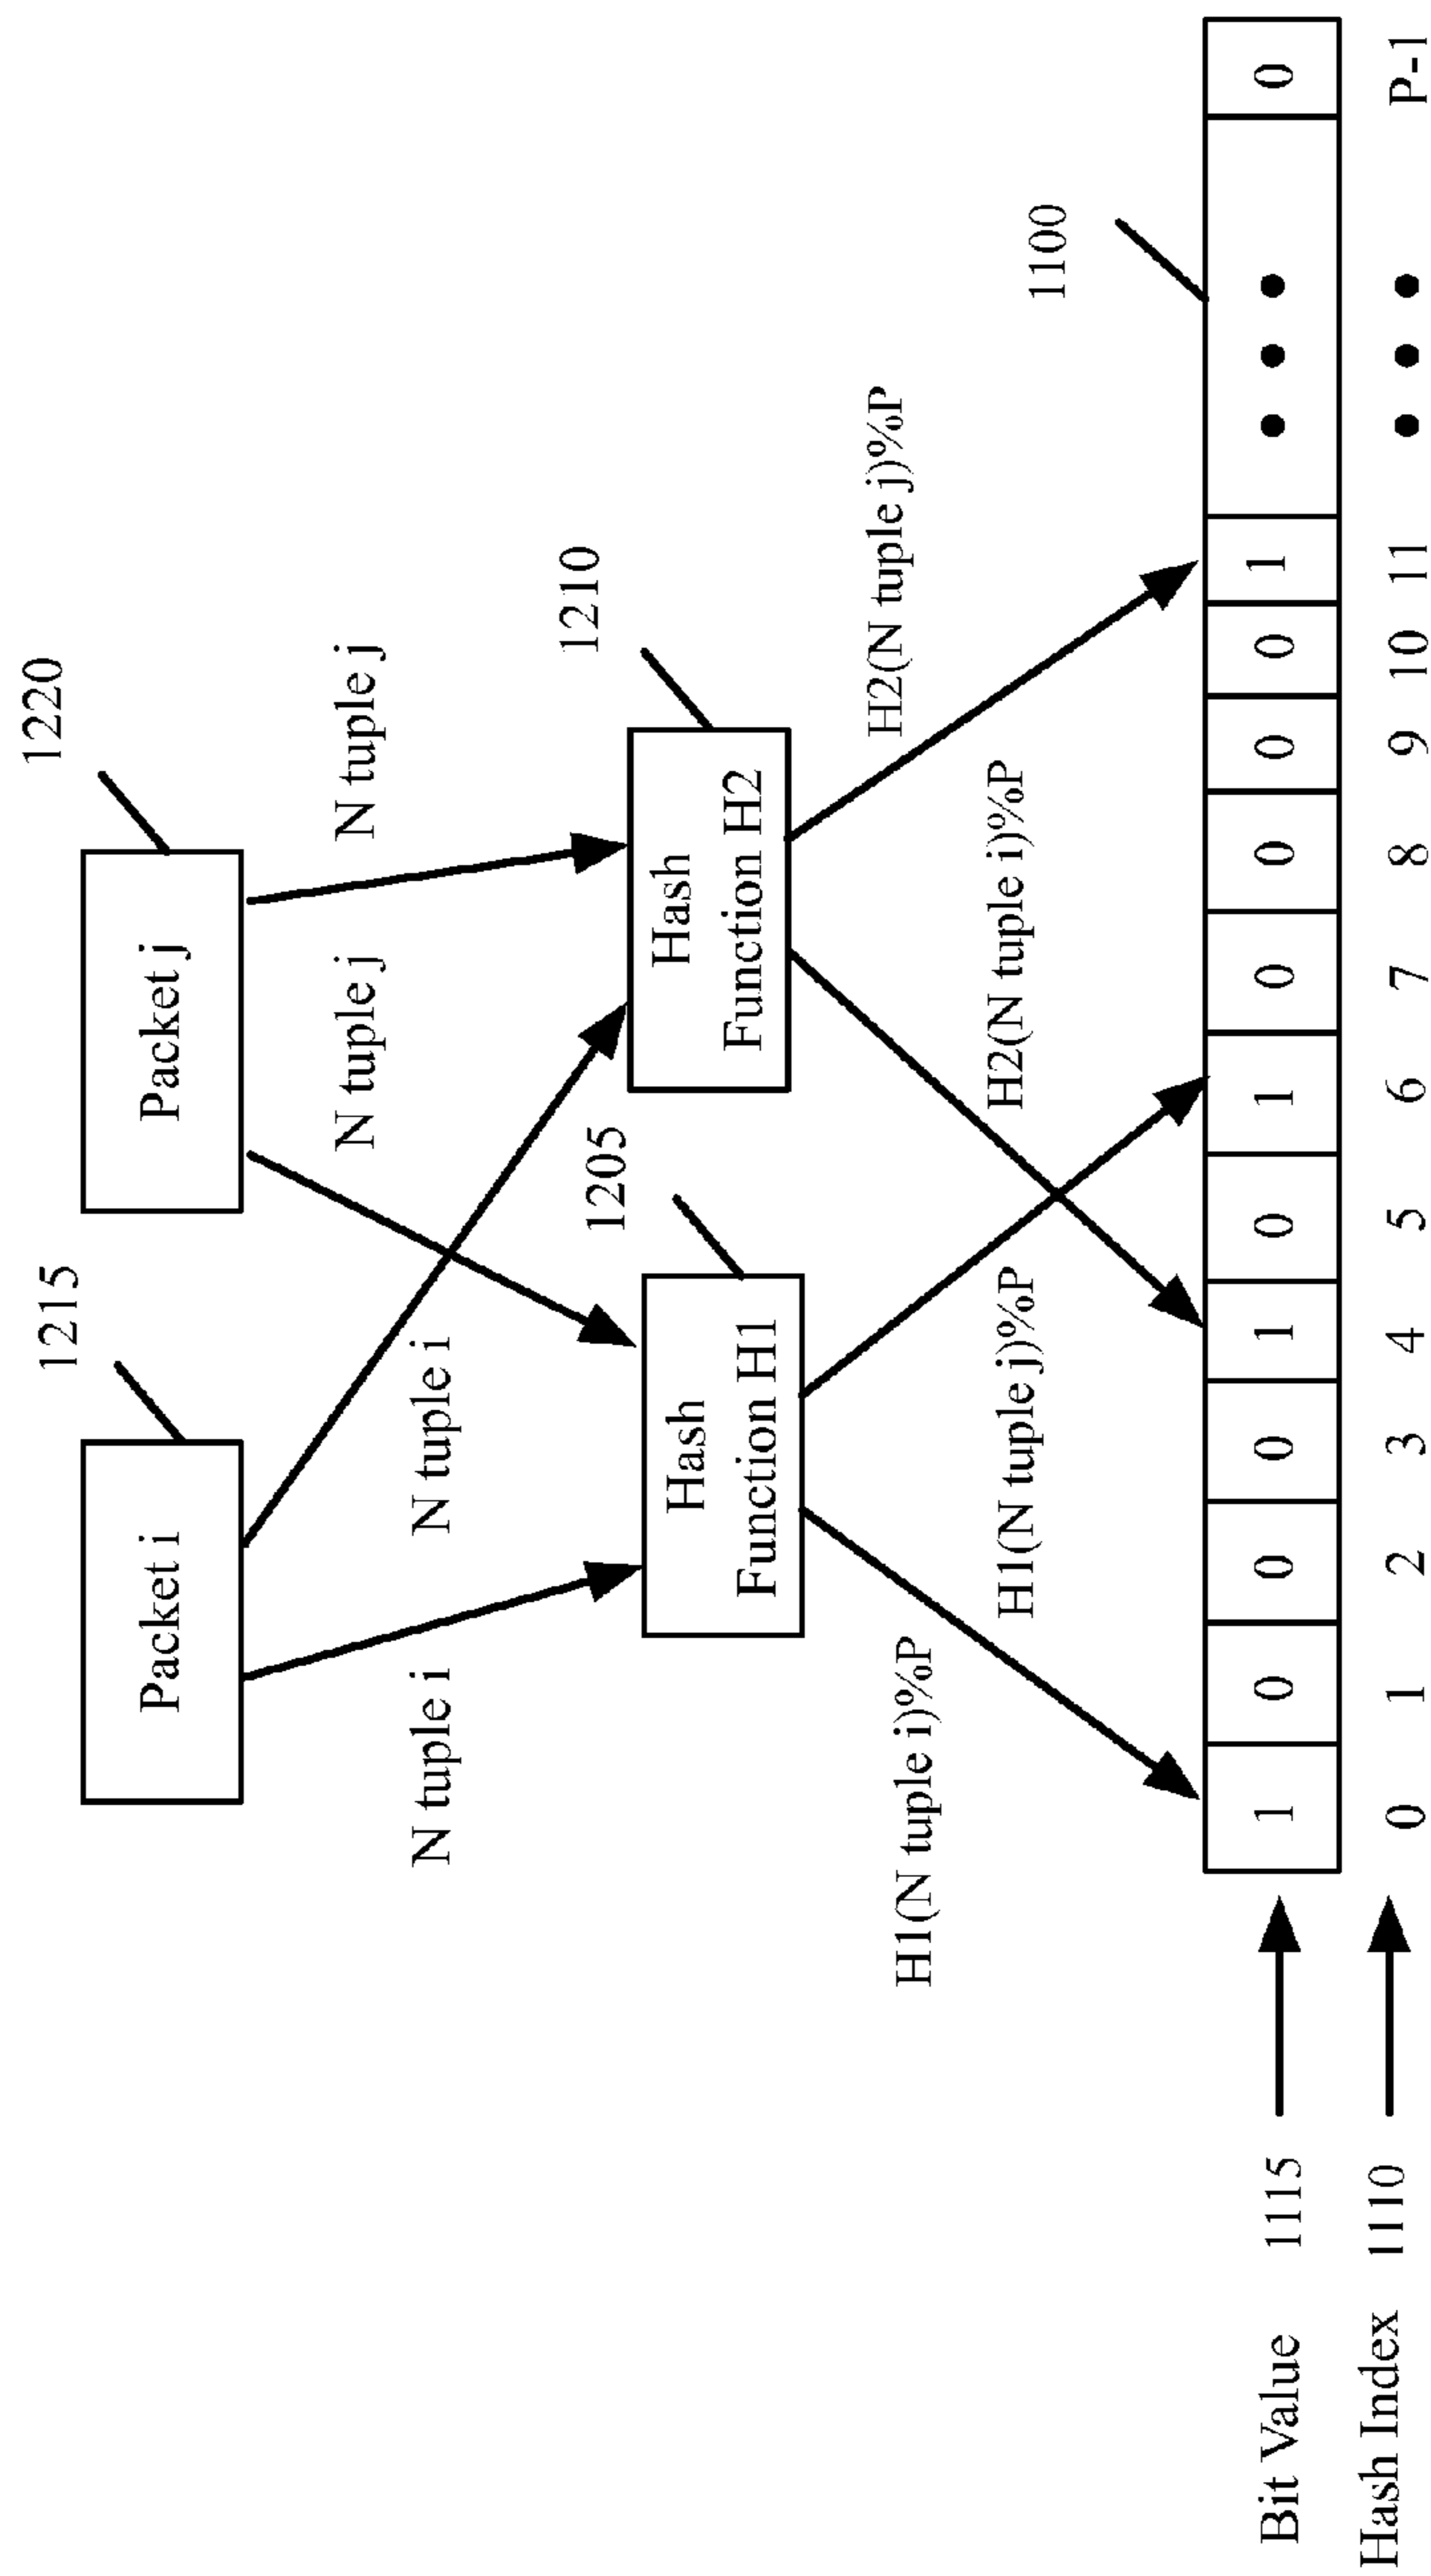 1215
1220
Packet i
Packet j
N tuple i
N tuple i
N tuple j
N tuple j
1205
1210
Hash
Function H1
Hash
Function H2
H1(N tuple i)%P
H1(N tuple j)%P
H2(N tuple i)%P
H2(N tuple j)%P
1100
Bit Value 1115 1 0 0 0 1 0 1 0 0 0 0 1 0
Hash Index 1110 0 1 2 3 4 5 6 7 8 9 10 11 P-1